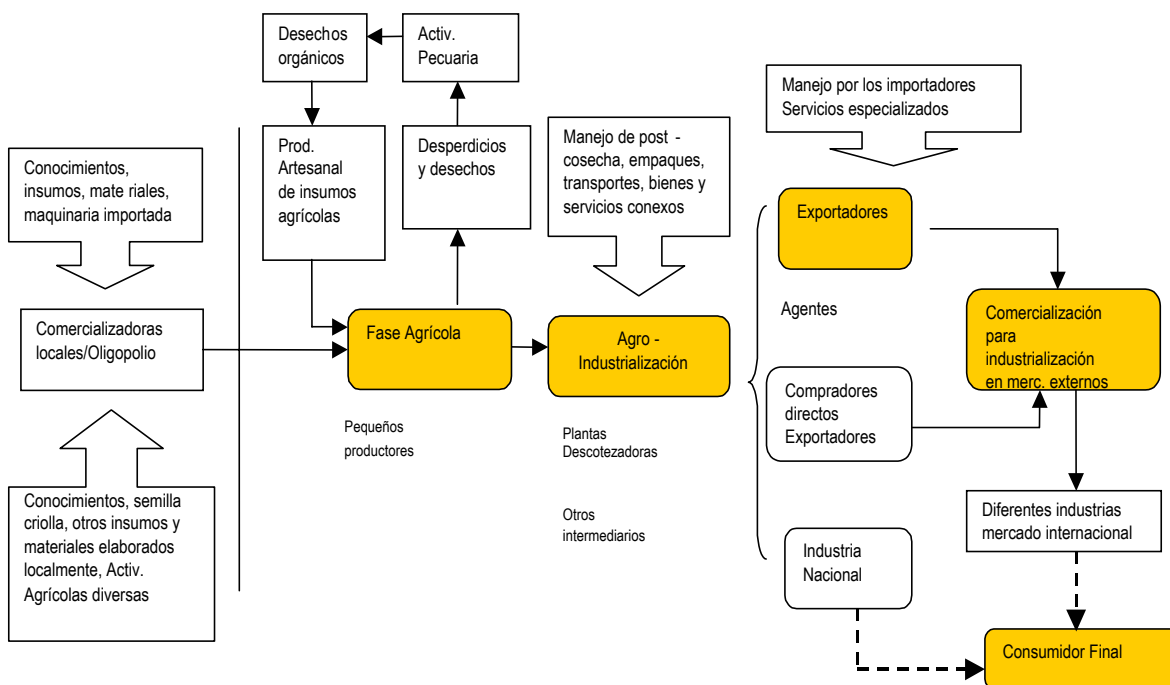 Desechos
orgánicos
Activ.
Pecuaria
Manejo por los importadores
Servicios especializados
Prod.
Artesanal
de insumos
agrícolas
Desperdicios
y desechos
Manejo de post -
cosecha, empaques,
transportes, bienes y
servicios conexos
Conocimientos,
insumos, mate riales,
maquinaria importada
Exportadores
Agentes
Comercializadoras
locales/Oligopolio
Fase Agrícola
Agro -
Industrialización
Comercialización
para
industrialización
en merc. externos
Compradores
directos
Exportadores
Pequeños
productores
Plantas
Descotezadoras
Otros
intermediarios
Conocimientos, semilla
criolla, otros insumos y
materiales elaborados
localmente, Activ.
Agrícolas diversas
Diferentes industrias
mercado internacional
Industria
Nacional
Consumidor Final